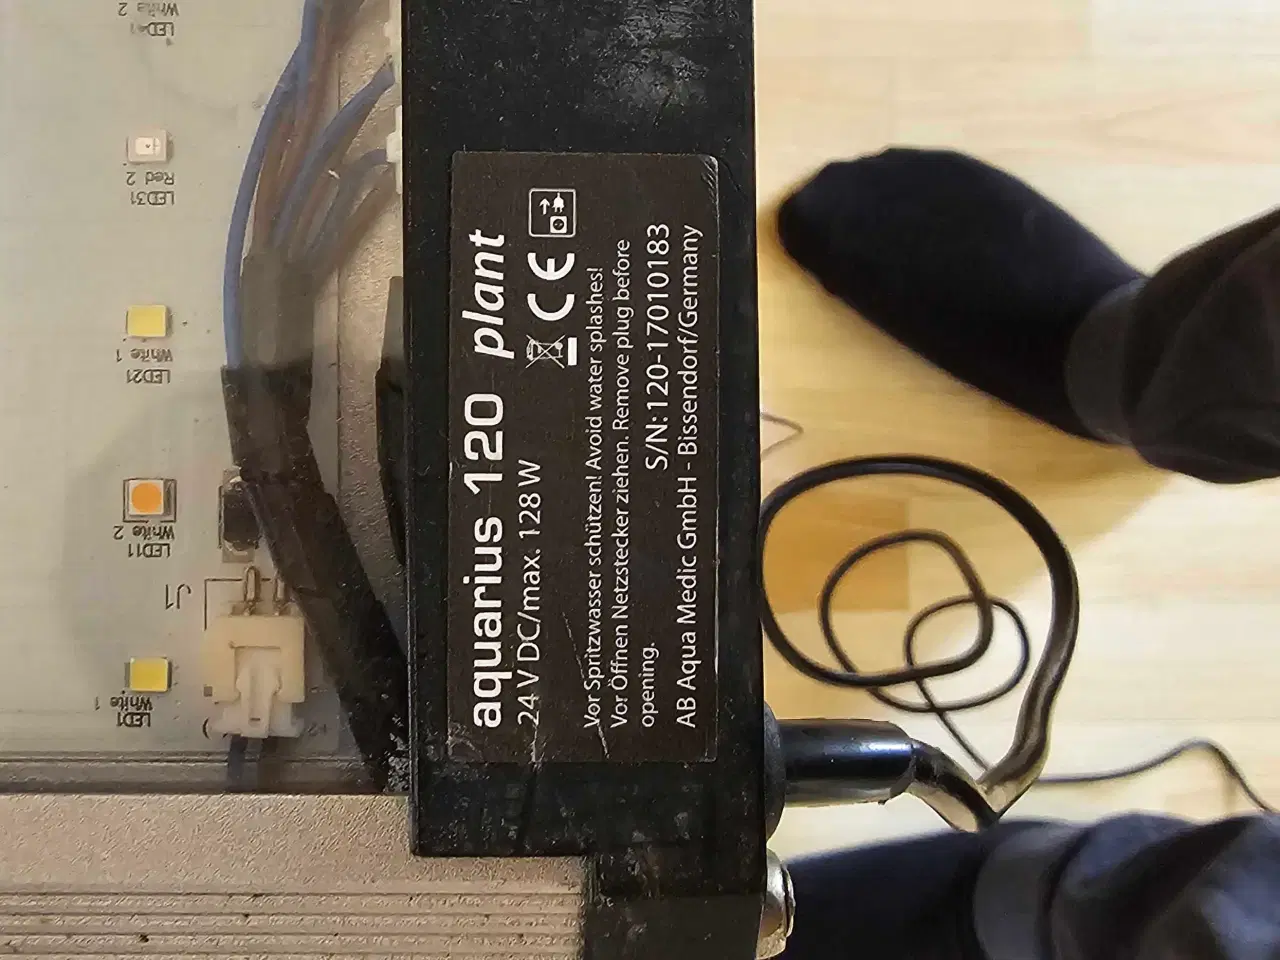 aquarius 120 plant
24 V DC/max. 128 W
CE
Vor Spritzwasser schützen! Avoid water splashes!
Vor Öffnen Netzstecker ziehen. Remove plug before
opening.
S/N: 120-17010183
AB Aqua Medic GmbH - Bissendorf/Germany
LED1
White 1
LED11
White 2
LED21
White 1
LED31
Red 2
LED41
White 2
J1